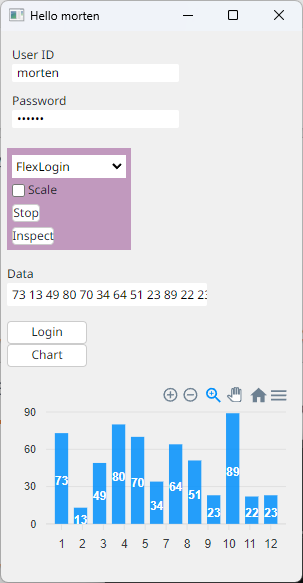 Hello morten
User ID
morten
Password
••••••
FlexLogin
Scale
Stop
Inspect
Data
73 13 49 80 70 34 64 51 23 89 22 23
Login
Chart
90
60
30
0
73
13
49
80
70
34
64
51
23
89
22
23
1 2 3 4 5 6 7 8 9 10 11 12